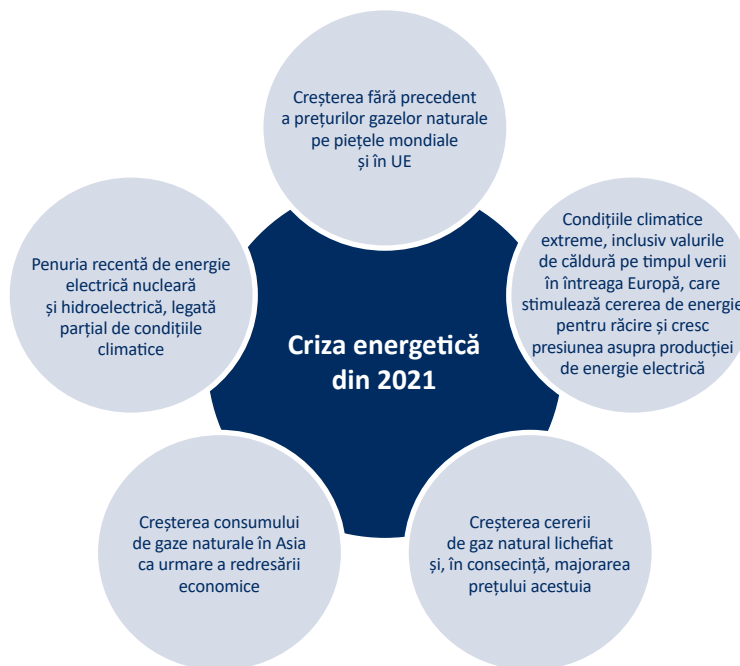 Creșterea fără precedent
a prețurilor gazelor naturale
pe piețele mondiale
și în UE
Condițiile climatice
extreme, inclusiv valurile
de căldură pe timpul verii
în întreaga Europă, care
stimulează cererea de energie
pentru răcire și cresc
presiunea asupra producției
de energie electrică
Creșterea cererii
de gaz natural lichefiat
și, în consecință, majorarea
prețului acestuia
Creșterea consumului
de gaze naturale în Asia
ca urmare a redresării
economice
Penuria recentă de energie
electrică nucleară
și hidroelectrică, legată
parțial de condițiile
climatice
Criza energetică
din 2021